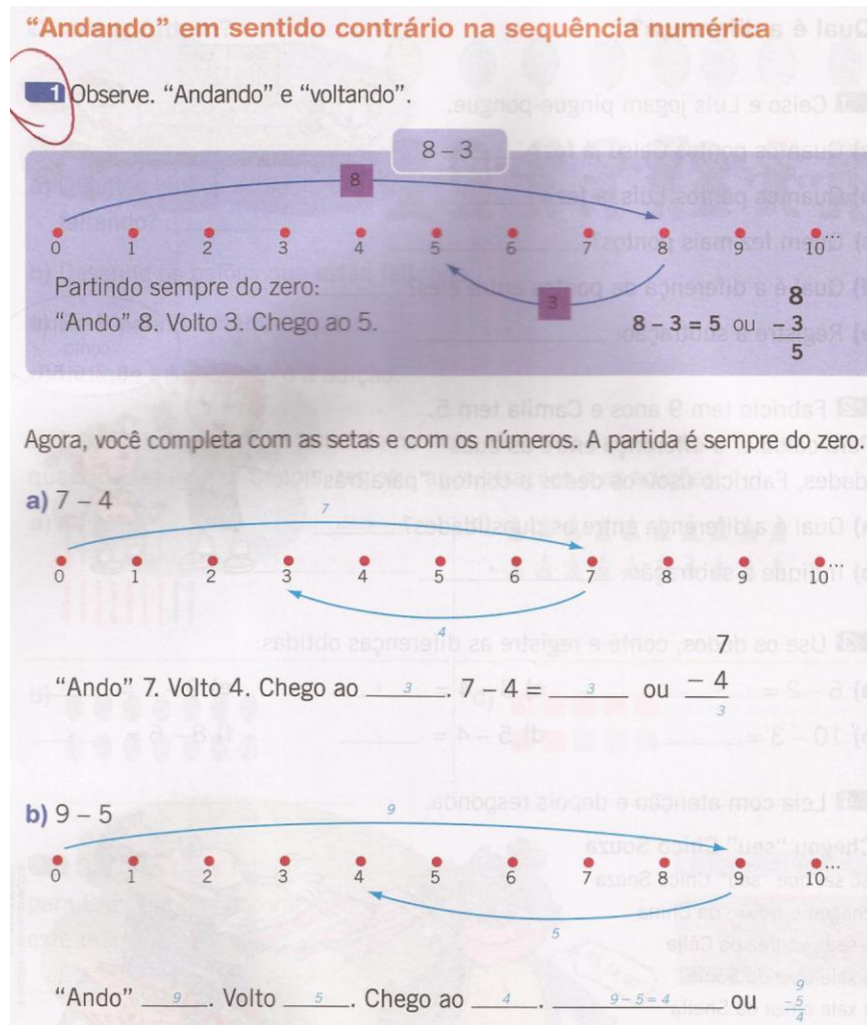 “Andando” em sentido contrário na sequência numérica
1 Observe. “Andando” e “voltando”.
8 – 3
8
0 1 2 3 4 5 6 7 8 9 10...
3
Partindo sempre do zero:
“Ando” 8. Volto 3. Chego ao 5.
8 – 3 = 5 ou
8
– 3
5
Agora, você completa com as setas e com os números. A partida é sempre do zero.
a) 7 – 4
7
0 1 2 3 4 5 6 7 8 9 10...
4
“Ando” 7. Volto 4. Chego ao 3. 7 – 4 = 3 ou
7
– 4
3
b) 9 – 5
9
0 1 2 3 4 5 6 7 8 9 10...
5
“Ando” 9. Volto 5. Chego ao 4. 9 – 5 = 4 ou
9
– 5
4